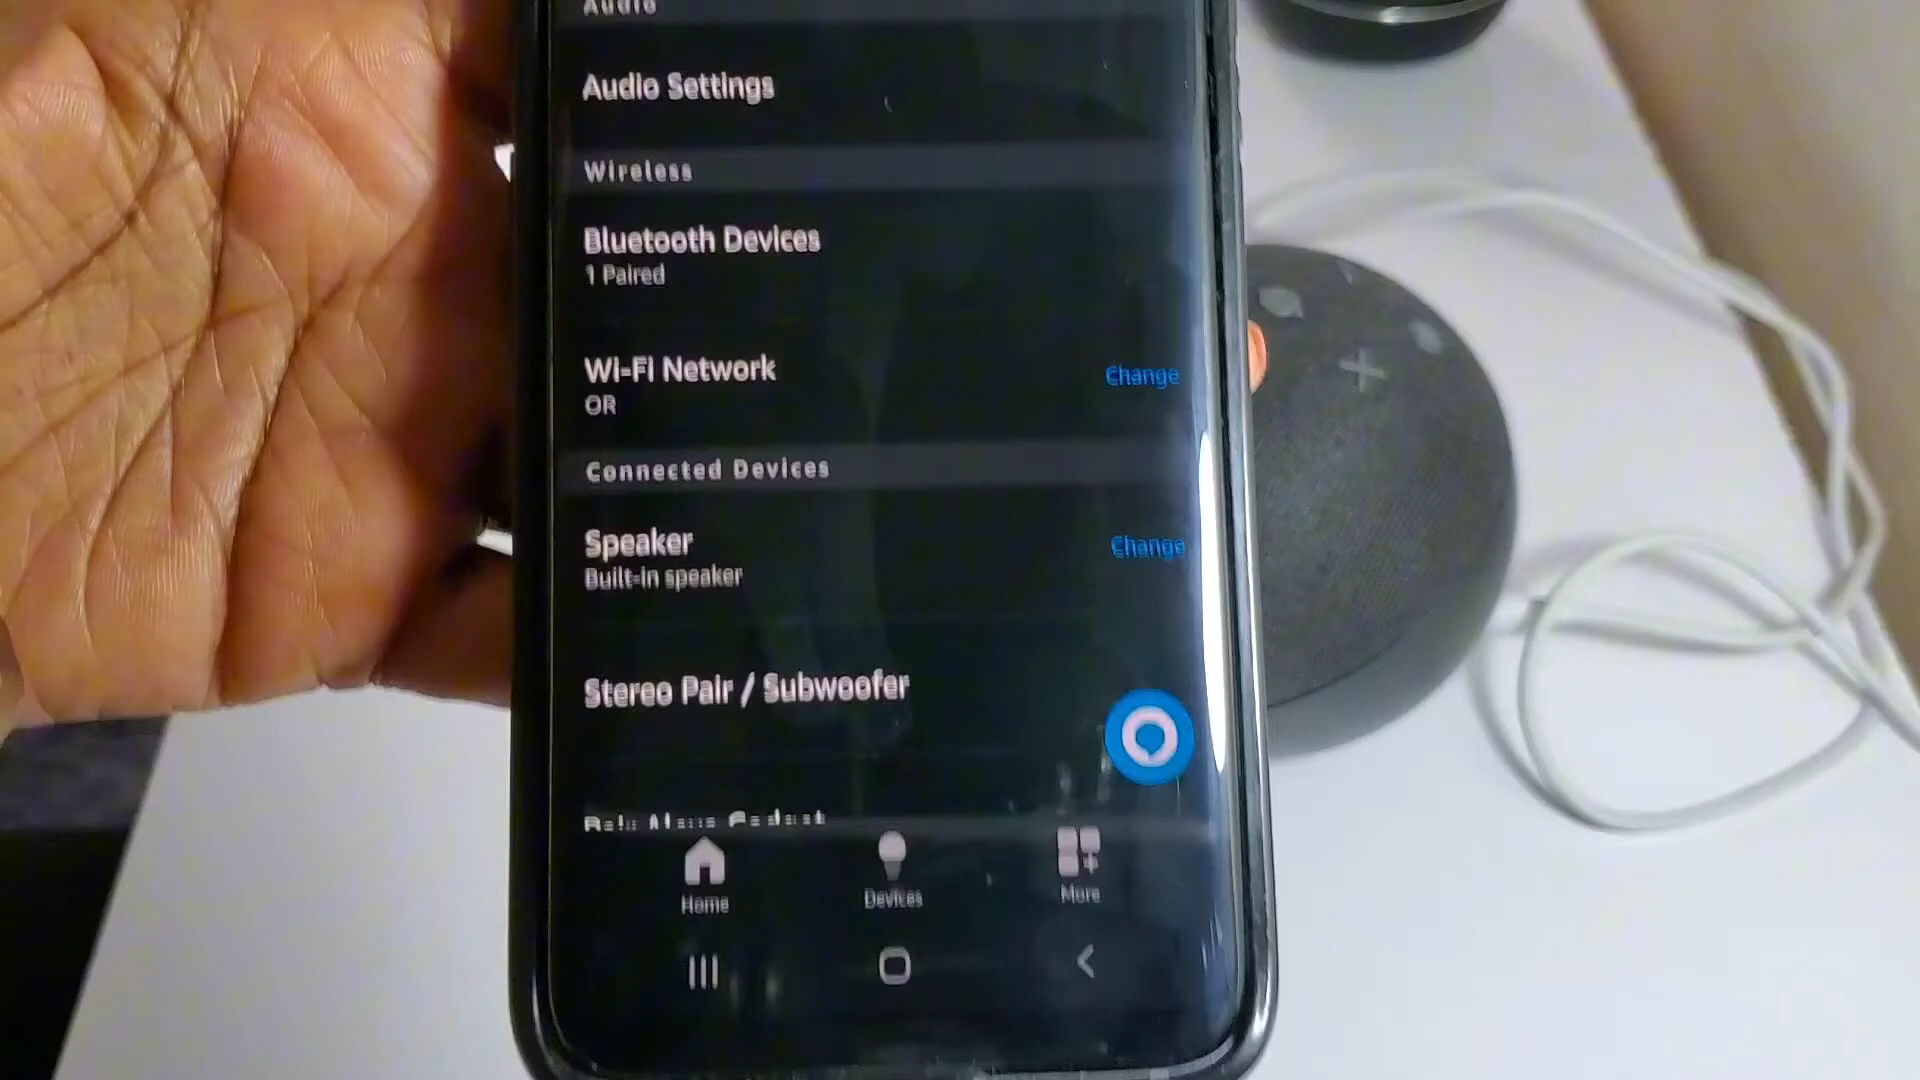 Audio
Audio Settings
Wireless
Bluetooth Devices
1 Paired
Wi-Fi Network
OR
Change
Connected Devices
Speaker
Built-in speaker
Change
Stereo Pair / Subwoofer
Home
Devices
More